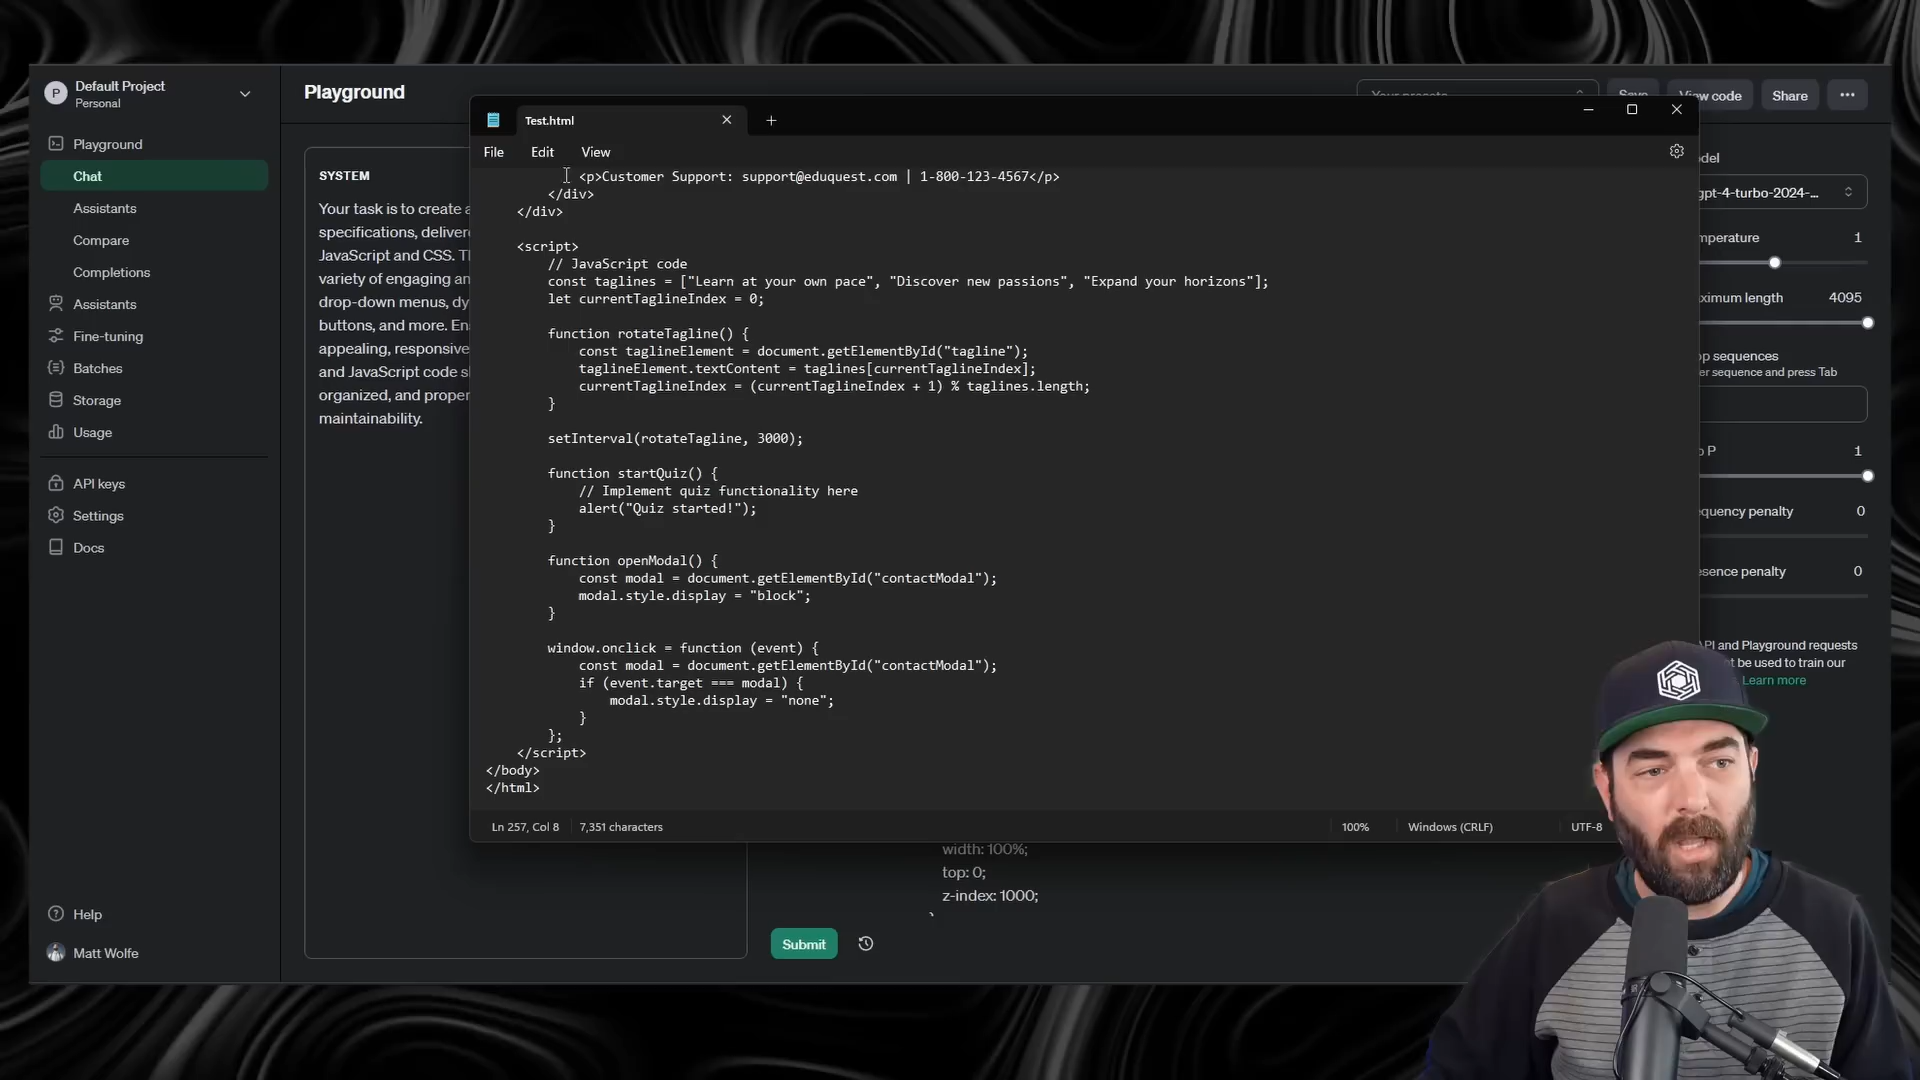 Default Project
Personal
Playground
Chat
Assistants
Compare
Completions
Assistants
Fine-tuning
Batches
Storage
Usage
API keys
Settings
Docs
Help
Matt Wolfe
Playground
Your presets
Save
View code
Share
SYSTEM
Your task is to create a
specifications, delivere
JavaScript and CSS. T
variety of engaging an
drop-down menus, dy
buttons, and more. En
appealing, responsive
and JavaScript code s
organized, and proper
maintainability.
Test.html
File
Edit
View
<p>Customer Support: support@eduquest.com | 1-800-123-4567</p>
</div>
</div>
<script>
// JavaScript code
const taglines = ["Learn at your own pace", "Discover new passions", "Expand your horizons"];
let currentTaglineIndex = 0;
function rotateTagline() {
const taglineElement = document.getElementById("tagline");
taglineElement.textContent = taglines[currentTaglineIndex];
currentTaglineIndex = (currentTaglineIndex + 1) % taglines.length;
}
setInterval(rotateTagline, 3000);
function startQuiz() {
// Implement quiz functionality here
alert("Quiz started!");
}
function openModal() {
const modal = document.getElementById("contactModal");
modal.style.display = "block";
}
window.onclick = function (event) {
const modal = document.getElementById("contactModal");
if (event.target === modal) {
modal.style.display = "none";
}
};
</script>
</body>
</html>
Ln 257, Col 8
7,351 characters
100%
Windows (CRLF)
UTF-8
width: 100%;
top: 0;
z-index: 1000;
Submit
odel
gpt-4-turbo-2024-...
mperature 1
ximum length 4095
op sequences
er sequence and press Tab
P 1
quency penalty 0
esence penalty 0
API and Playground requests
t be used to train our
Learn more